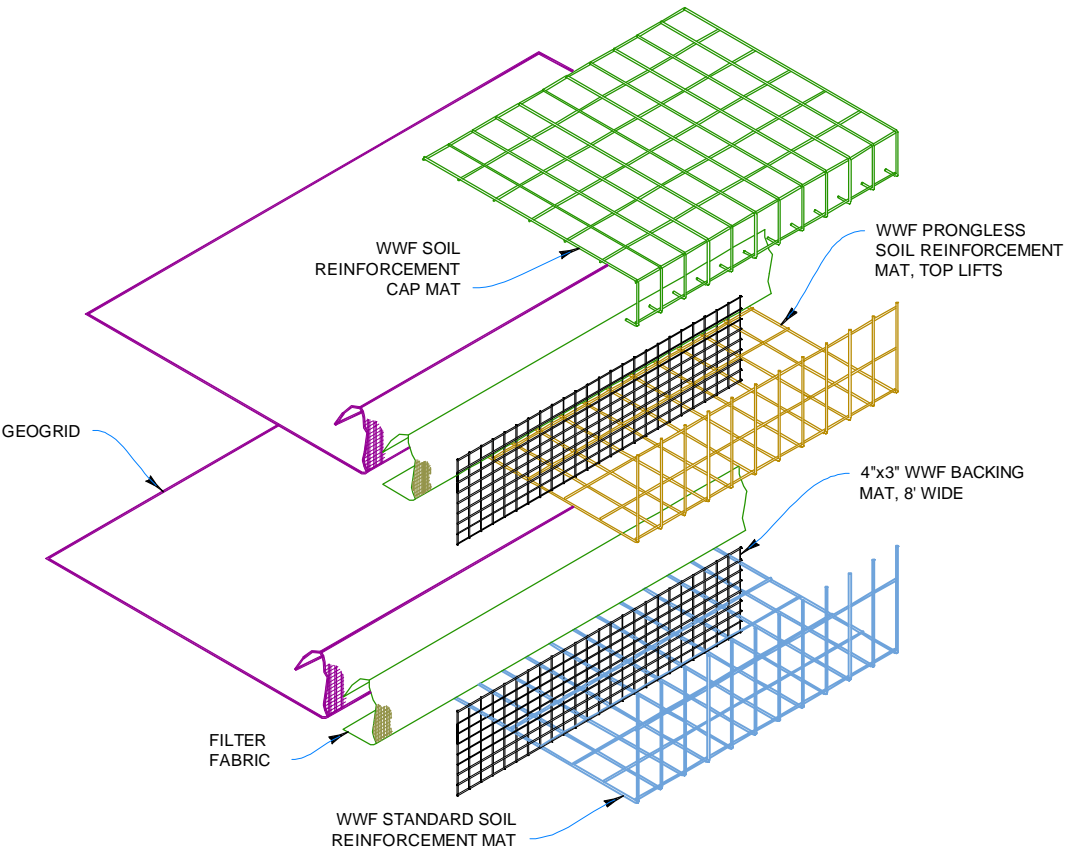 WWF SOIL
REINFORCEMENT
CAP MAT
WWF PRONGLESS
SOIL REINFORCEMENT
MAT, TOP LIFTS
GEOGRID
4"x3" WWF BACKING
MAT, 8' WIDE
FILTER
FABRIC
WWF STANDARD SOIL
REINFORCEMENT MAT